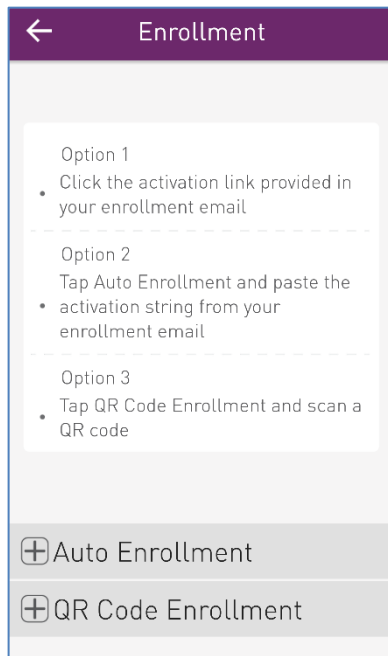 Enrollment
Option 1
Click the activation link provided in
your enrollment email
Option 2
Tap Auto Enrollment and paste the
activation string from your
enrollment email
Option 3
Tap QR Code Enrollment and scan a
QR code
Auto Enrollment
QR Code Enrollment